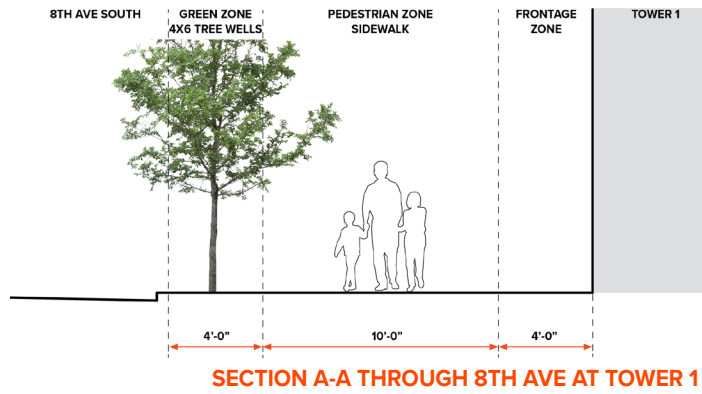 8TH AVE SOUTH
GREEN ZONE
4X6 TREE WELLS
PEDESTRIAN ZONE
SIDEWALK
FRONTAGE
ZONE
TOWER 1
4’-0”
10’-0”
4’-0”
SECTION A-A THROUGH 8TH AVE AT TOWER 1